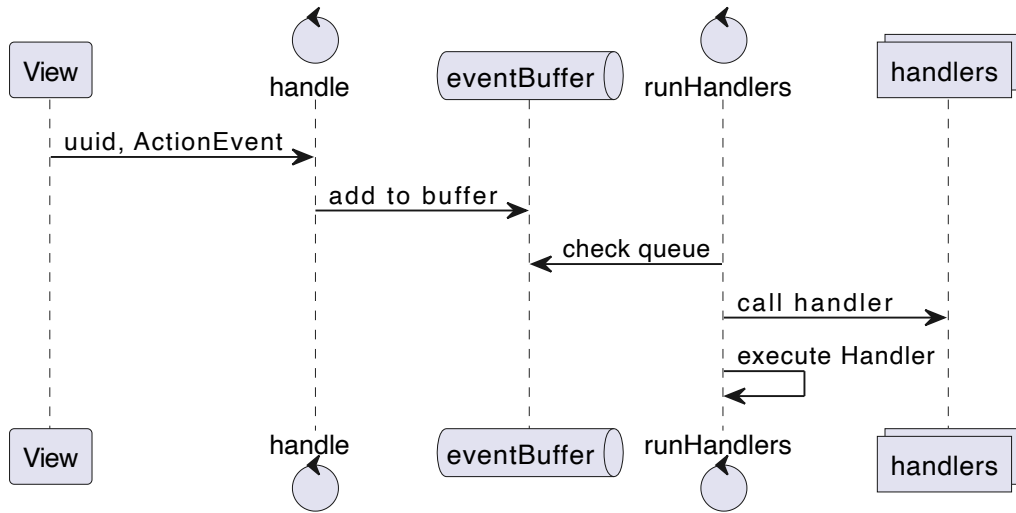 View
handle
eventBuffer
runHandlers
handlers
uuid, ActionEvent
add to buffer
check queue
call handler
execute Handler
View
handle
eventBuffer
runHandlers
handlers